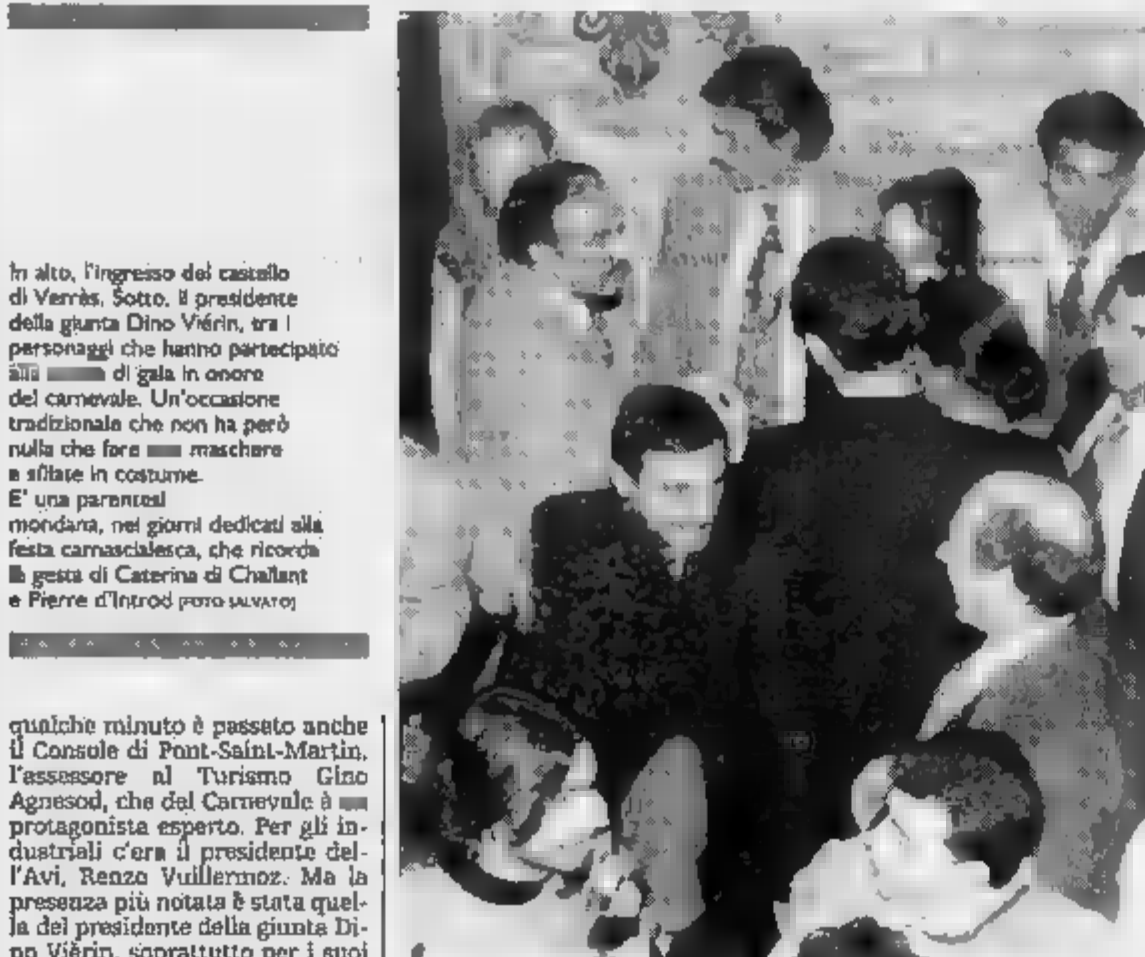 In alto, l'ingresso del castello
di Verrès. Sotto, il presidente
della giunta Dino Viérin, tra i
personaggi che hanno partecipato
alla di gala in onore
del carnevale. Un'occasione
tradizionale che non ha però
nulla che fare maschere
e sfilate in costume.
E' una parentesi
mondana, nei giorni dedicati alla
festa carnascialesca, che ricorda
le gesta di Caterina di Challant
e Pierre d'Introd [FOTO SALVATO]
qualche minuto è passato anche
il Console di Pont-Saint-Martin,
l'assessore al Turismo Gino
Agnesod, che del Carnevale è
protagonista esperto. Per gli in-
dustriali c'era il presidente del-
l'Avi, Renzo Vuillermoz. Ma la
presenza più notata è stata quel-
la del presidente della giunta Di-
no Viérin, soprattutto per i suoi